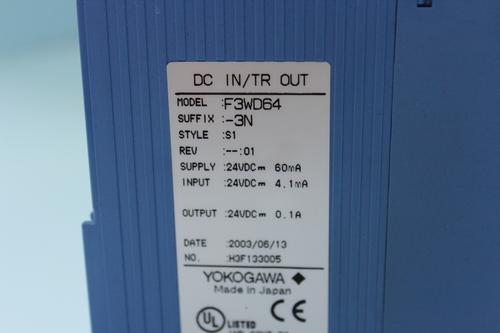 DC IN/TR OUT
MODEL :F3WD64
SUFFIX :-3N
STYLE :S1
REV :--:01
SUPPLY :24VDC⎓ 60mA
INPUT :24VDC⎓ 4.1mA
OUTPUT :24VDC⎓ 0.1A
DATE :2003/06/13
NO. :H3F133005
YOKOGAWA ◆
Made in Japan
UL LISTED CE